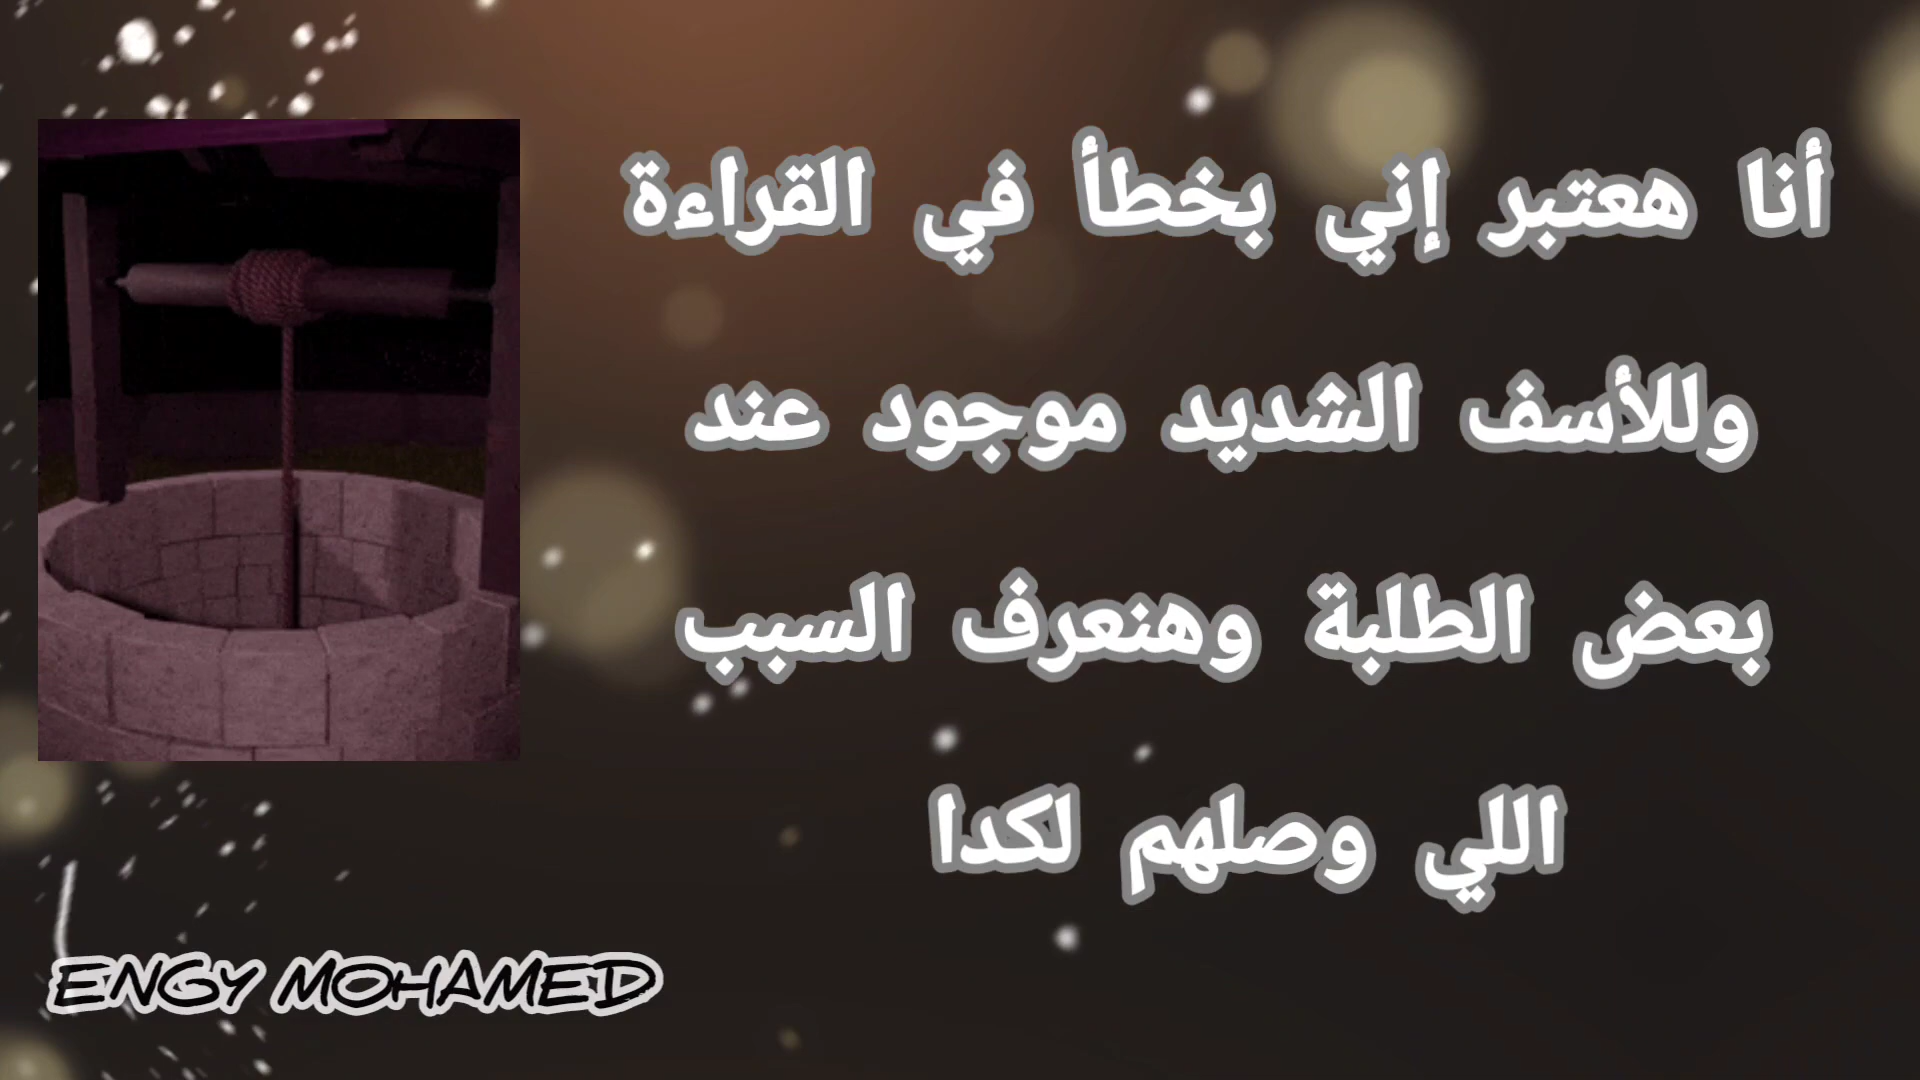 أنا هعتبر إني بخطأ في القراءة
وللأسف الشديد موجود عند
بعض الطلبة وهنعرف السبب
اللي وصلهم لكدا
ENGY MOHAMED